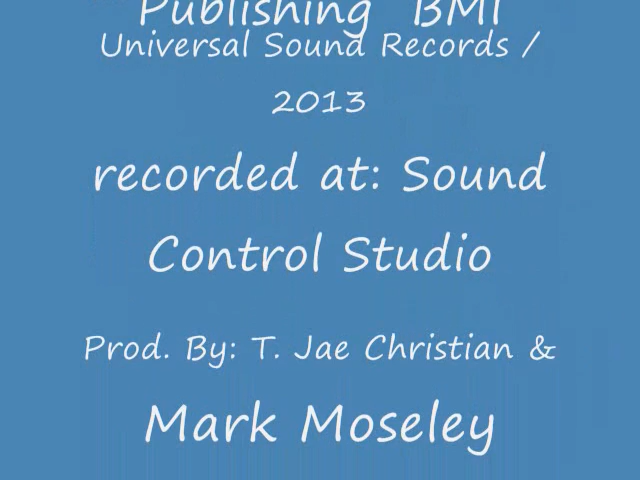 Publishing BMI
Universal Sound Records /
2013
recorded at: Sound
Control Studio
Prod. By: T. Jae Christian &
Mark Moseley